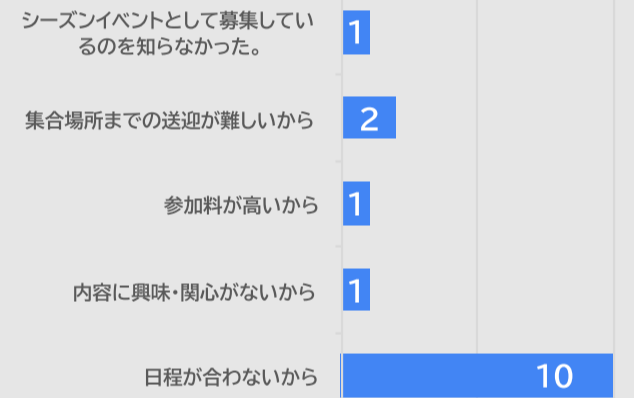 シーズンイベントとして募集してい
るのを知らなかった。
1
集合場所までの送迎が難しいから
2
参加料が高いから
1
内容に興味・関心がないから
1
日程が合わないから
10